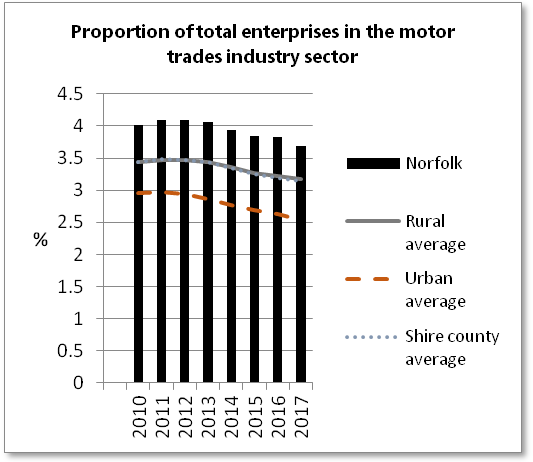 Proportion of total enterprises in the motor
trades industry sector
4.5
4
3.5
3
2.5
2
1.5
1
0.5
0
%
2010
2011
2012
2013
2014
2015
2016
2017
Norfolk
Rural
average
Urban
average
Shire county
average